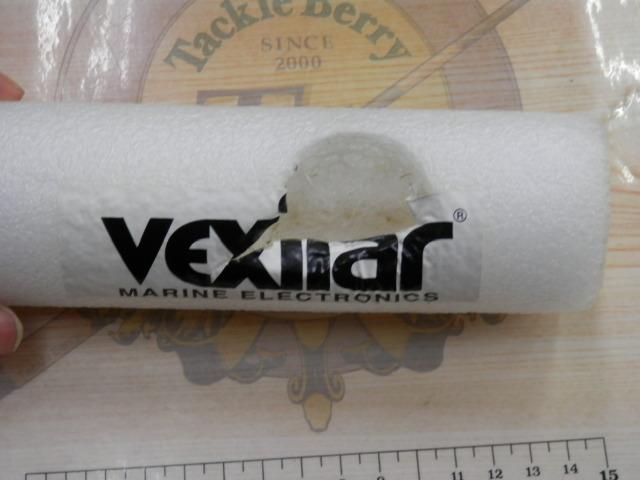 Tackle Berry
SINCE
2000
VEXilar®
MARINE ELECTRONICS
11 12 13 14 15